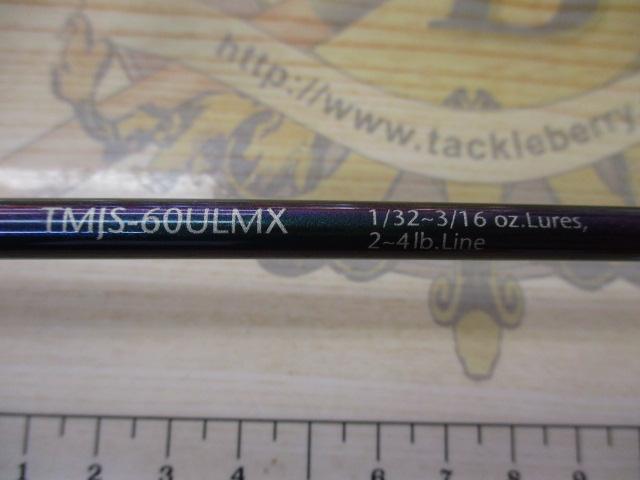 http://www.tackleberry
TMJS-60ULMX
1/32~3/16 oz.Lures,
2~4lb.Line
1 2 3 4 5 6 7 8 9